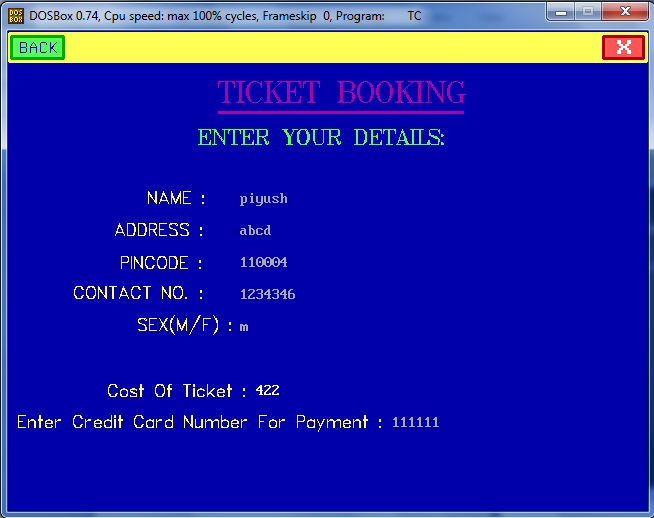 DOSBox 0.74, Cpu speed: max 100% cycles, Frameskip 0, Program: TC
BACK X
TICKET BOOKING
ENTER YOUR DETAILS:
NAME : piyush
ADDRESS : abcd
PINCODE : 110004
CONTACT NO. : 1234346
SEX(M/F) : m
Cost Of Ticket : 422
Enter Credit Card Number For Payment : 111111